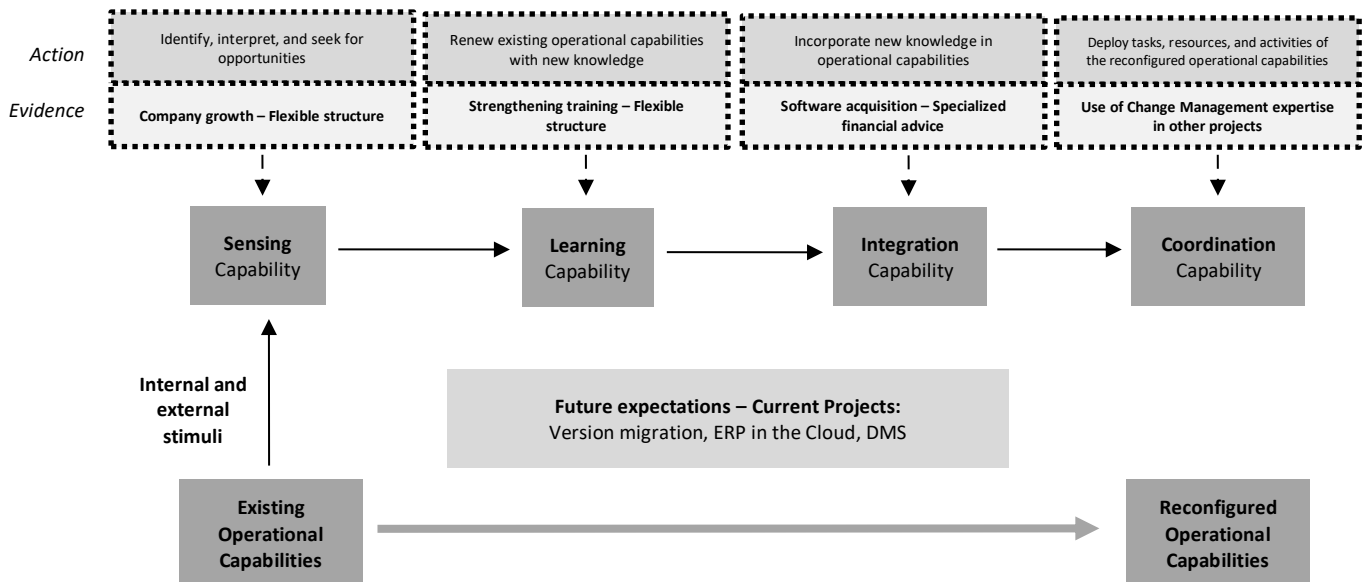 Action
Identify, interpret, and seek for
opportunities
Renew existing operational capabilities
with new knowledge
Incorporate new knowledge in
operational capabilities
Deploy tasks, resources, and activities of
the reconfigured operational capabilities
Evidence
Company growth – Flexible structure
Strengthening training – Flexible
structure
Software acquisition – Specialized
financial advice
Use of Change Management expertise
in other projects
Sensing
Capability
Learning
Capability
Integration
Capability
Coordination
Capability
Internal and
external
stimuli
Future expectations – Current Projects:
Version migration, ERP in the Cloud, DMS
Existing
Operational
Capabilities
Reconfigured
Operational
Capabilities